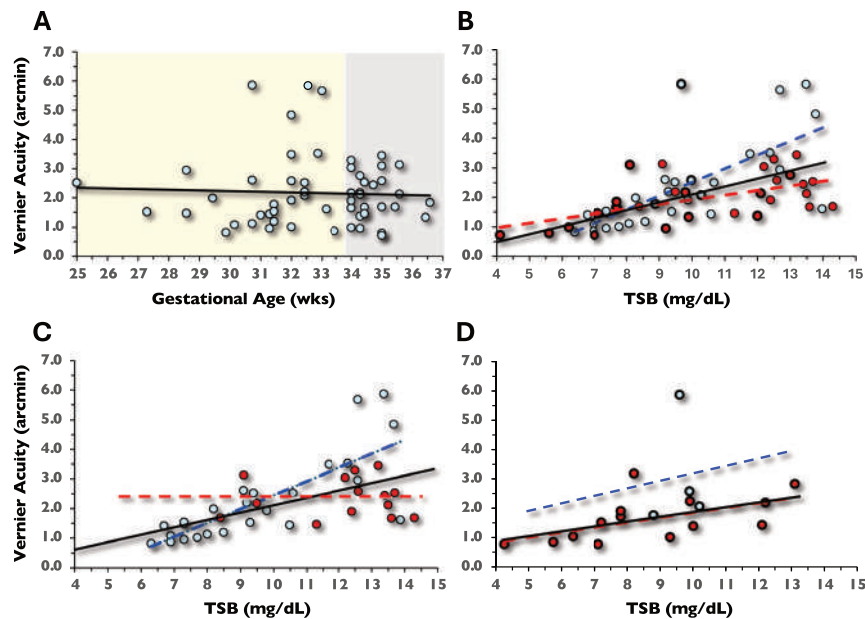 A
Vernier Acuity (arcmin)
7.0
6.0
5.0
4.0
3.0
2.0
1.0
0.0
25 26 27 28 29 30 31 32 33 34 35 36 37
Gestational Age (wks)
B
7.0
6.0
5.0
4.0
3.0
2.0
1.0
0.0
4 5 6 7 8 9 10 11 12 13 14 15
TSB (mg/dL)
C
Vernier Acuity (arcmin)
7.0
6.0
5.0
4.0
3.0
2.0
1.0
0.0
4 5 6 7 8 9 10 11 12 13 14 15
TSB (mg/dL)
D
7.0
6.0
5.0
4.0
3.0
2.0
1.0
0.0
4 5 6 7 8 9 10 11 12 13 14 15
TSB (mg/dL)